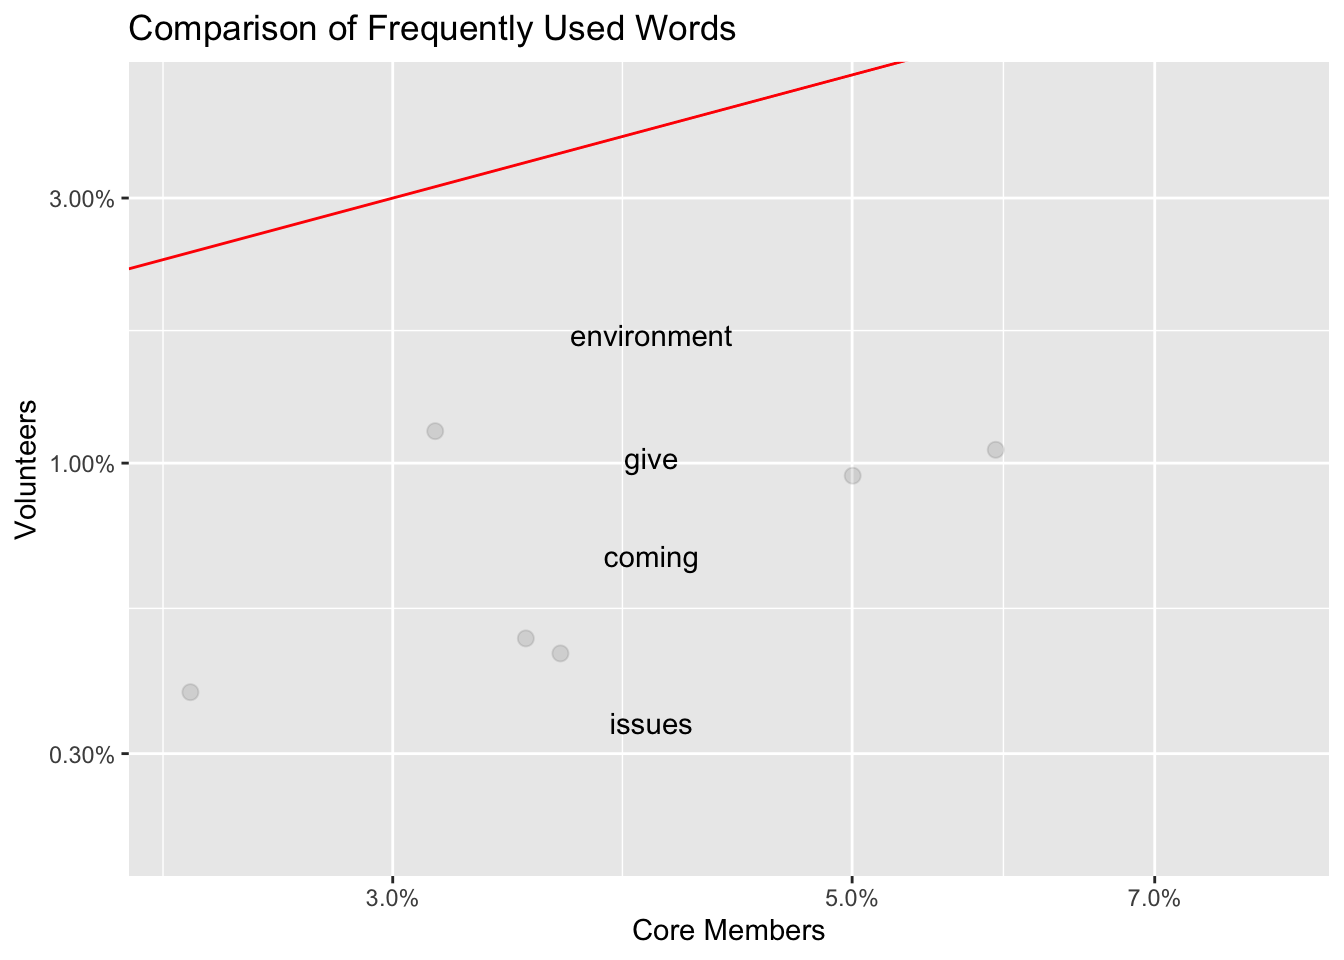 Comparison of Frequently Used Words
3.00%
environment
give
1.00%
Volunteers
coming
issues
0.30%
3.0% 5.0% 7.0%
Core Members